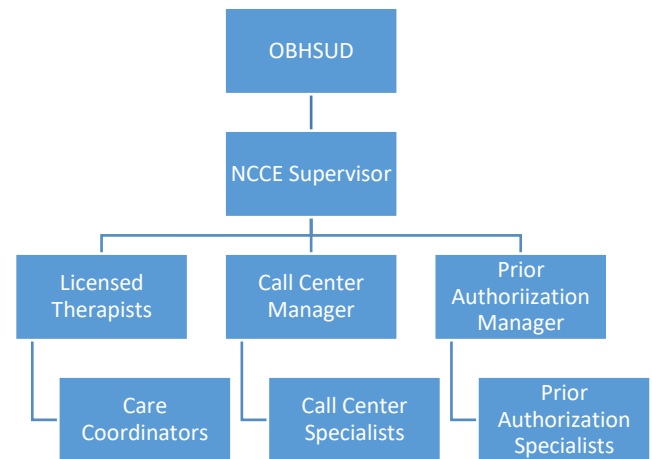 OBHSUD
NCCE Supervisor
Licensed
Therapists
Call Center
Manager
Prior
Authoriization
Manager
Care
Coordinators
Call Center
Specialists
Prior
Authorization
Specialists